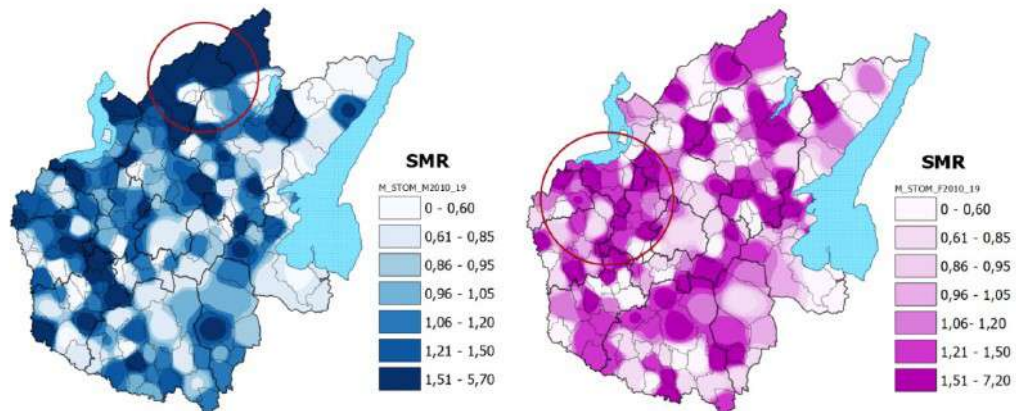 SMR
M_STOM_M2010_19
0 - 0,60
0,61 - 0,85
0,86 - 0,95
0,96 - 1,05
1,06 - 1,20
1,21 - 1,50
1,51 - 5,70
SMR
M_STOM_F2010_19
0 - 0,60
0,61 - 0,85
0,86 - 0,95
0,96 - 1,05
1,06- 1,20
1,21 - 1,50
1,51 - 7,20